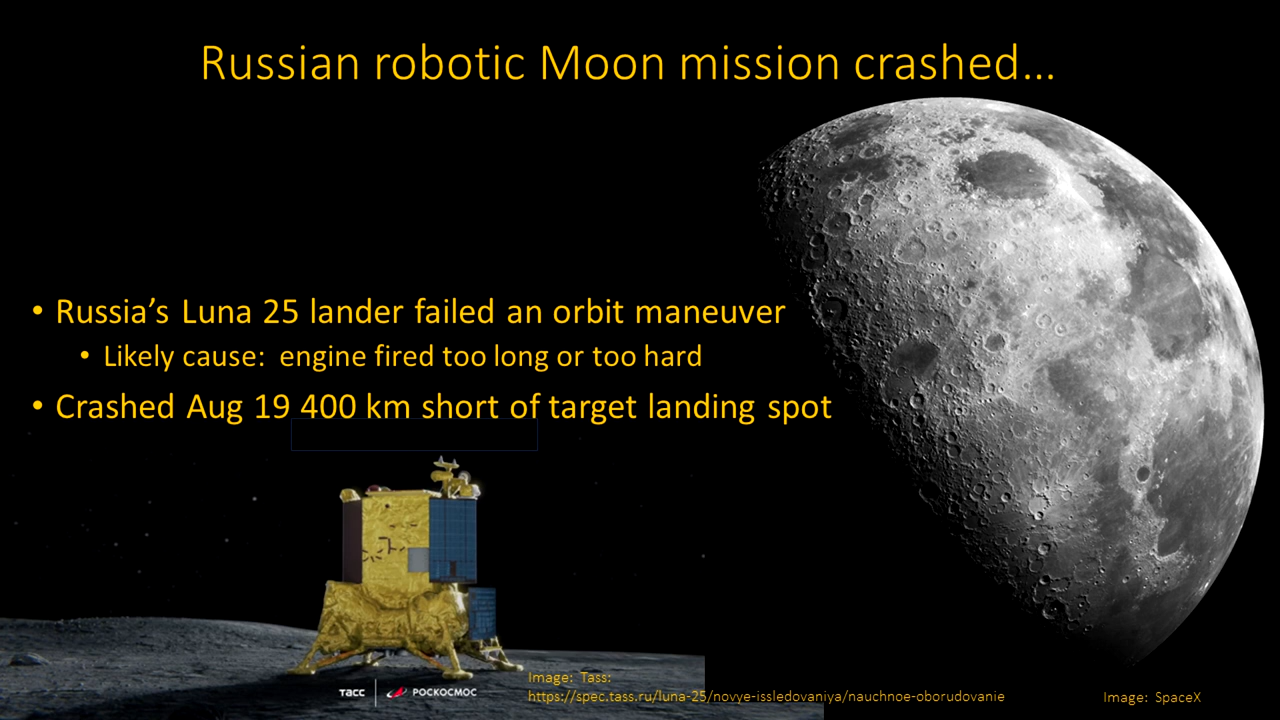 Russian robotic Moon mission crashed…
• Russia’s Luna 25 lander failed an orbit maneuver
• Likely cause: engine fired too long or too hard
• Crashed Aug 19 400 km short of target landing spot
ТАСС | РОСКОСМОС
Image: Tass:
https://spec.tass.ru/luna-25/novye-issledovaniya/nauchnoe-oborudovanie
Image: SpaceX